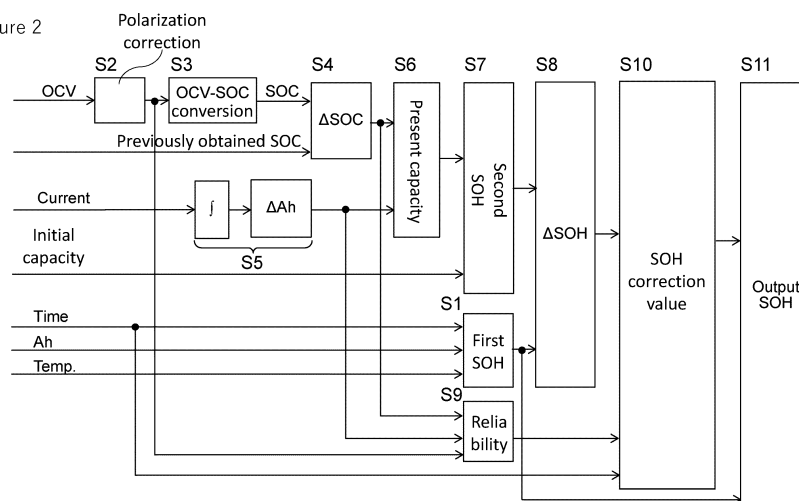 ure 2
Polarization
correction
S2
S3
S4
S6
S7
S8
S10
S11
OCV
OCV-SOC
conversion
SOC
ΔSOC
Previously obtained SOC
Present capacity
Second
SOH
Current
∫
ΔAh
S5
Initial
capacity
ΔSOH
SOH
correction
value
Output
SOH
S1
Time
Ah
Temp.
First
SOH
S9
Relia
bility